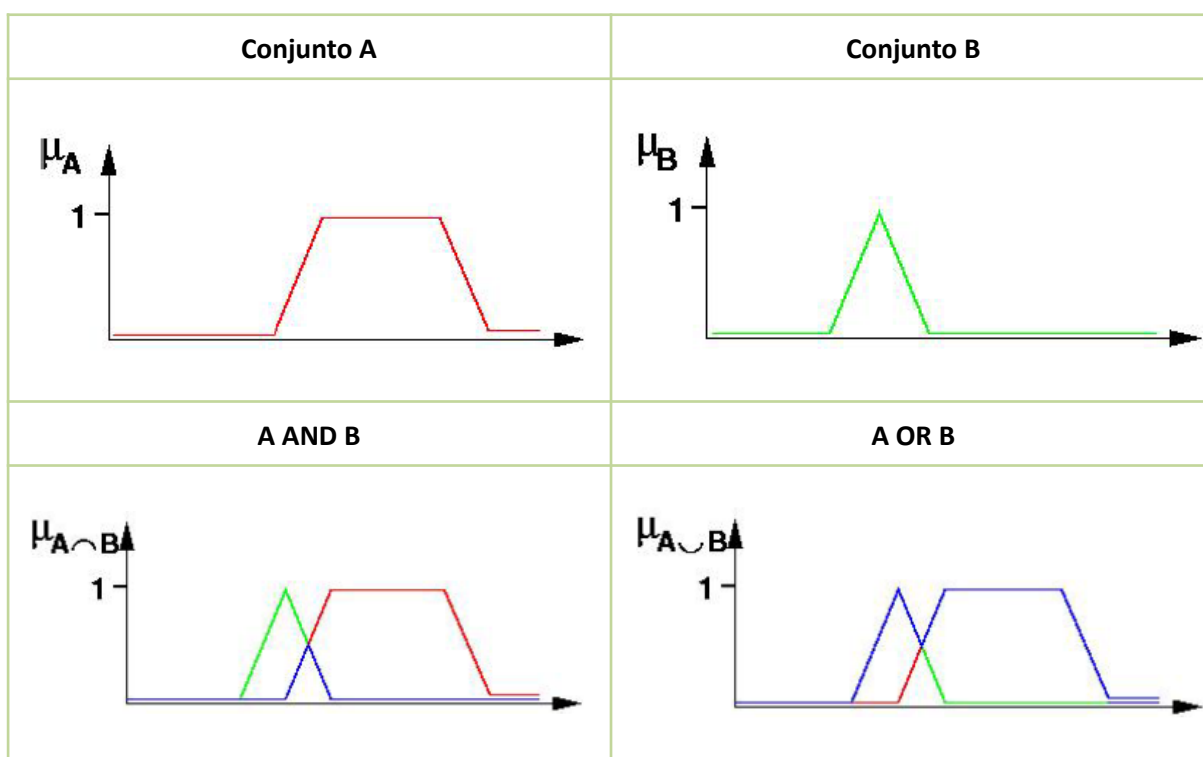 Conjunto A
Conjunto B
μA
1
μB
1
A AND B
A OR B
μA⌢B
1
μA⌣B
1